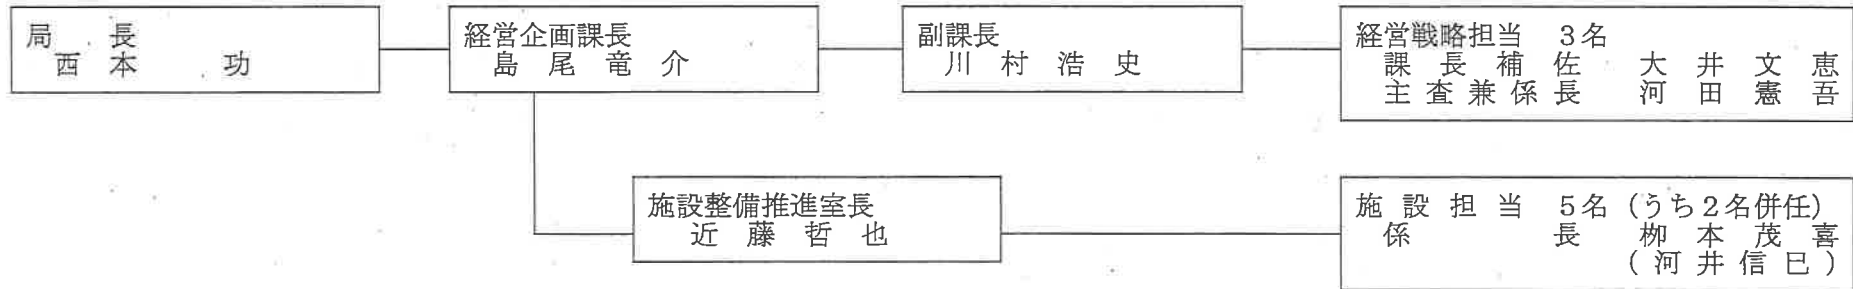 局長
西本 功
経営企画課長
島尾竜介
副課長
川村浩史
経営戦略担当 3名
課長補佐 大井文恵
主査兼係長 河田憲吾
施設整備推進室長
近藤哲也
施設担当 5名(うち2名併任)
係長 栁本茂喜
(河井信已)